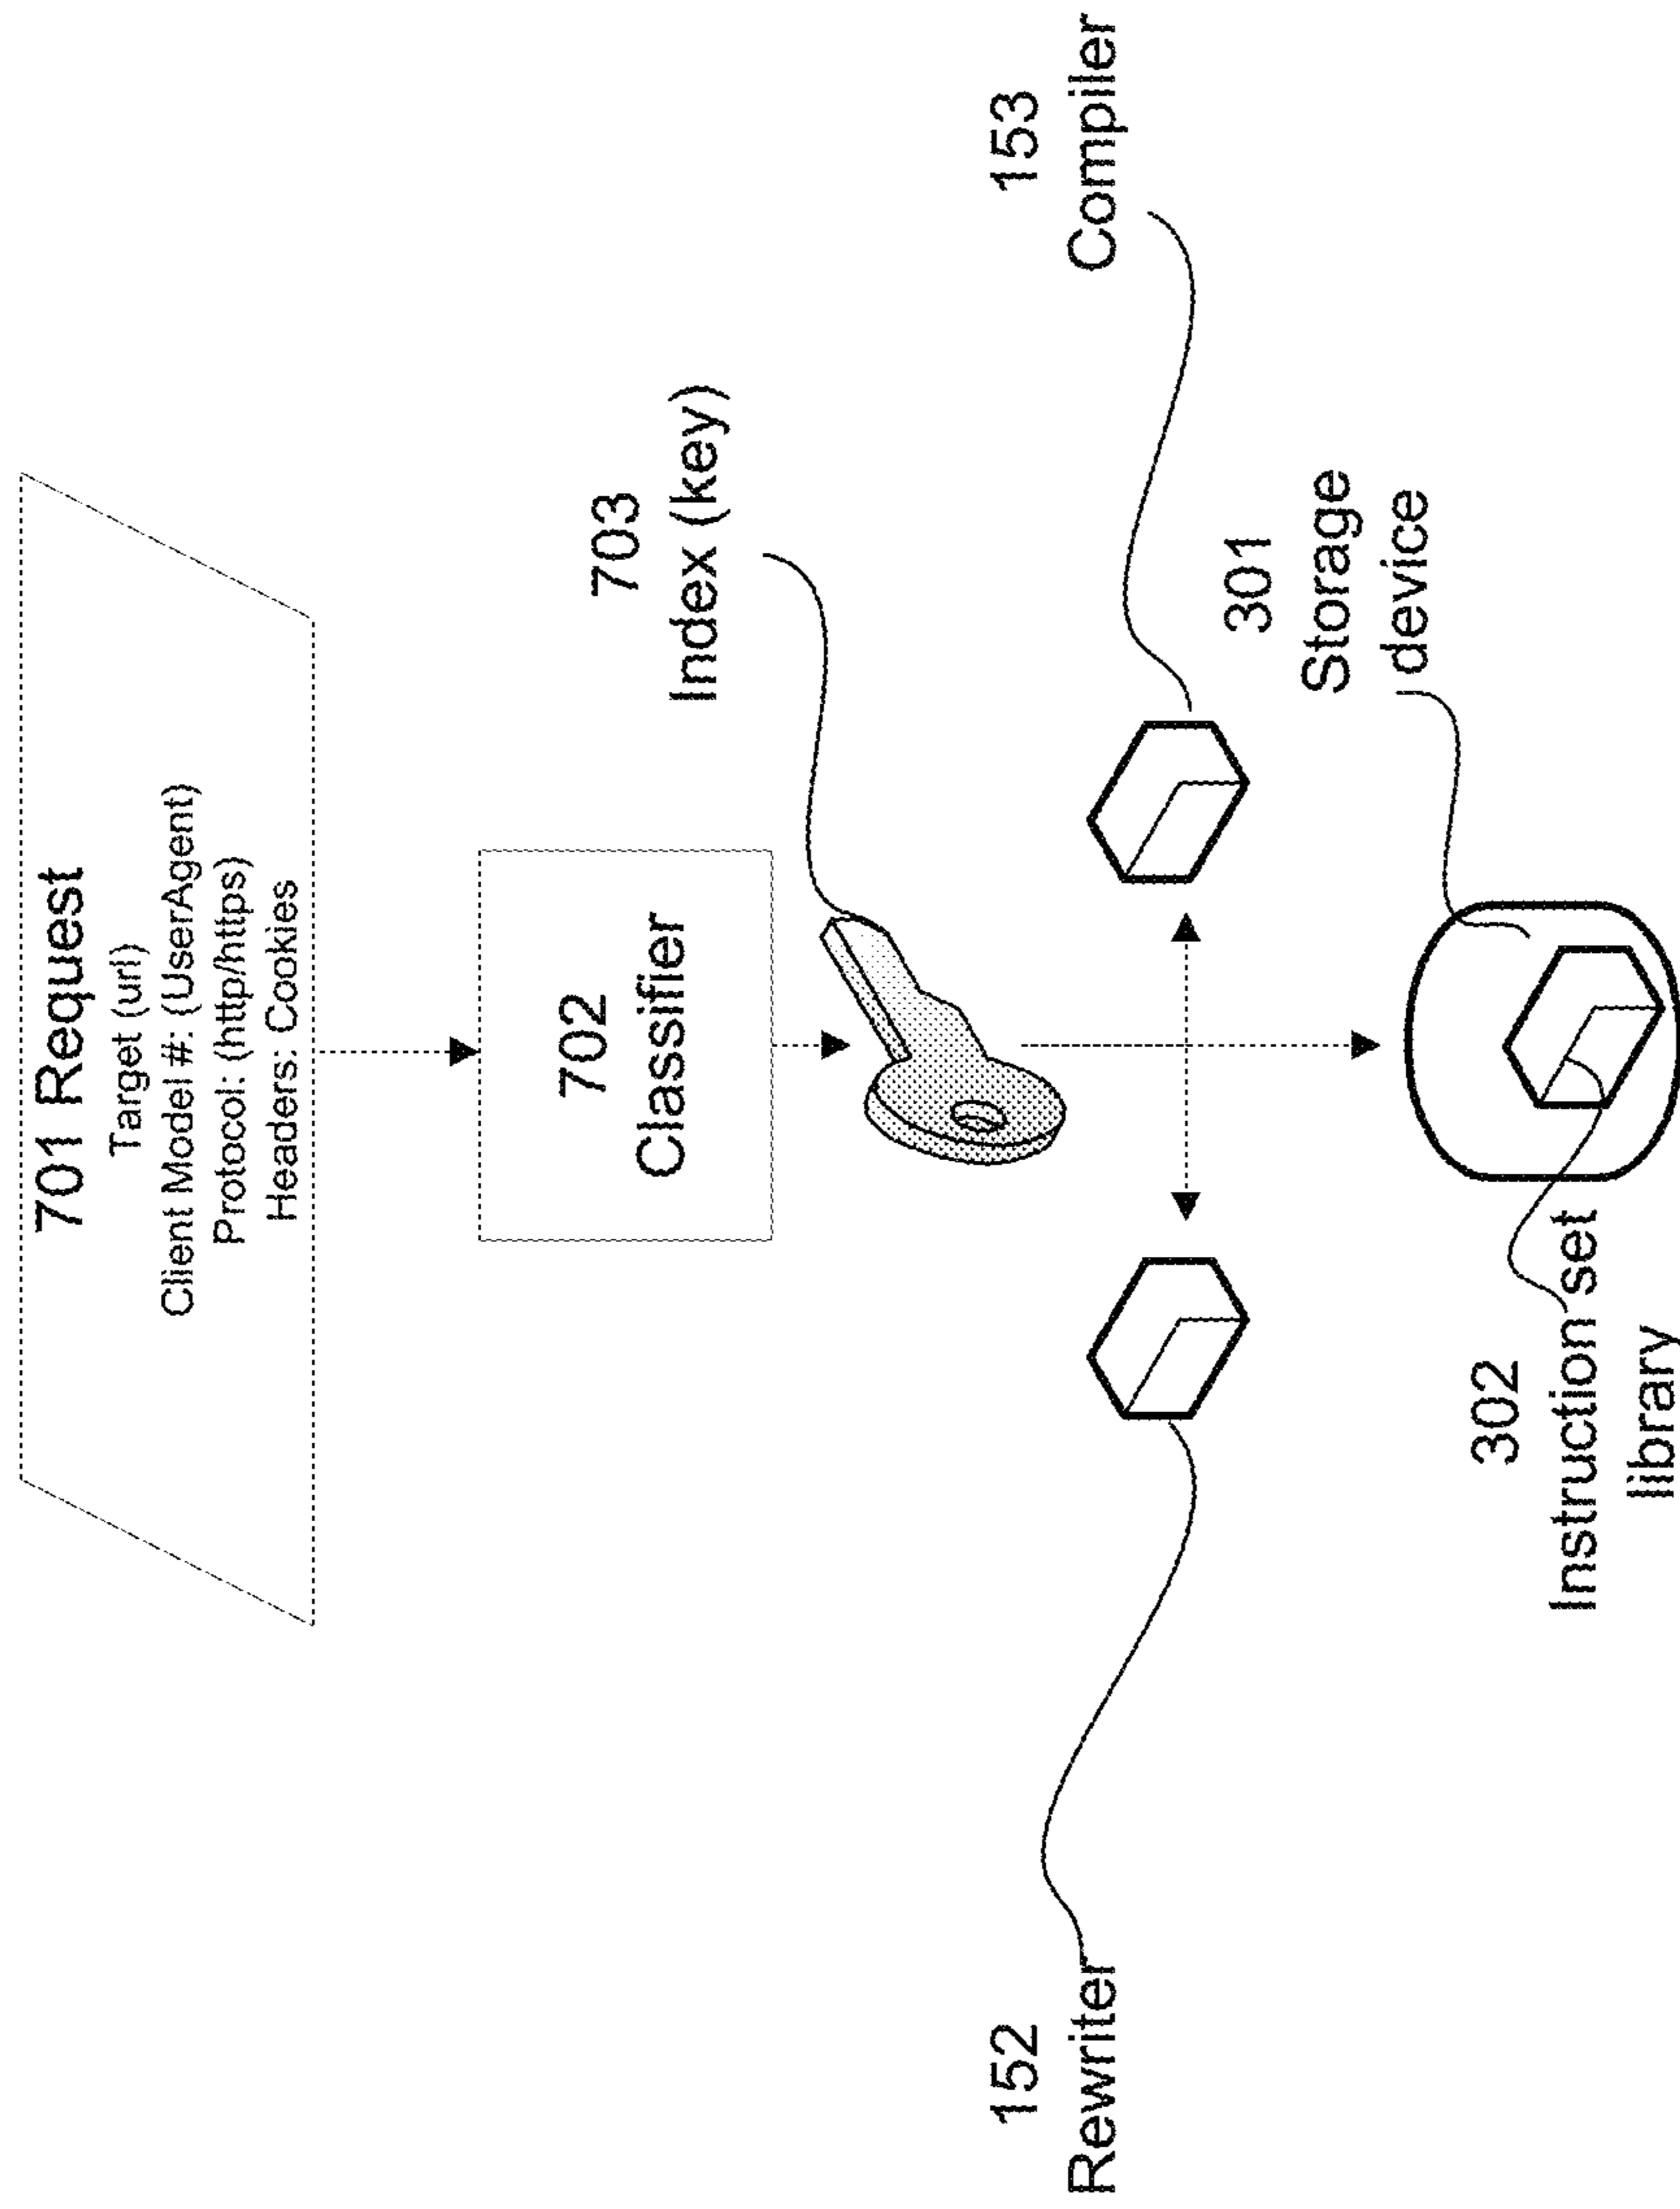 701 Request
Target (url)
Client Model #: (UserAgent)
Protocol: (http/https)
Headers: Cookies
702
Classifier
703
Index (key)
152
Rewriter
153
Compiler
301
Storage
device
302
Instruction set
library